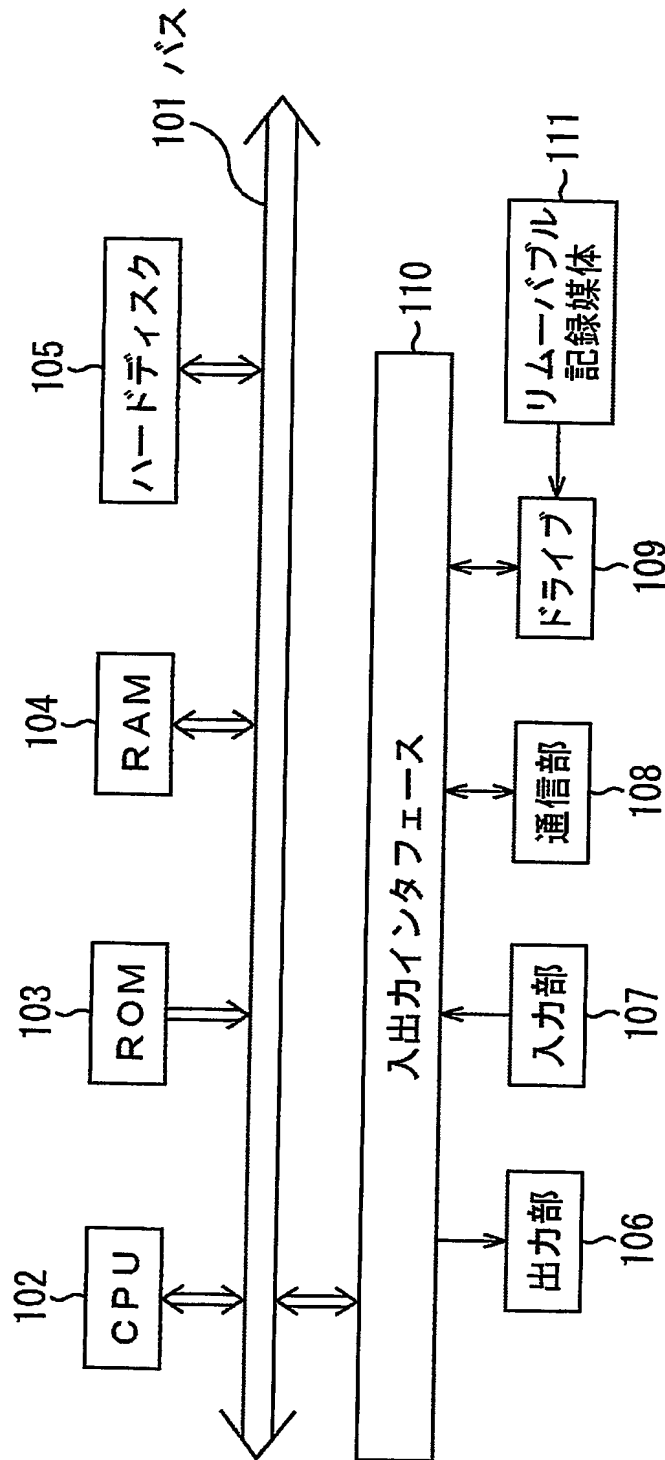 101 バス
102
CPU
103
ROM
104
RAM
105
ハードディスク
入出力インタフェース
110
出力部
106
入力部
107
通信部
108
ドライブ
109
リムーバブル
記録媒体
111